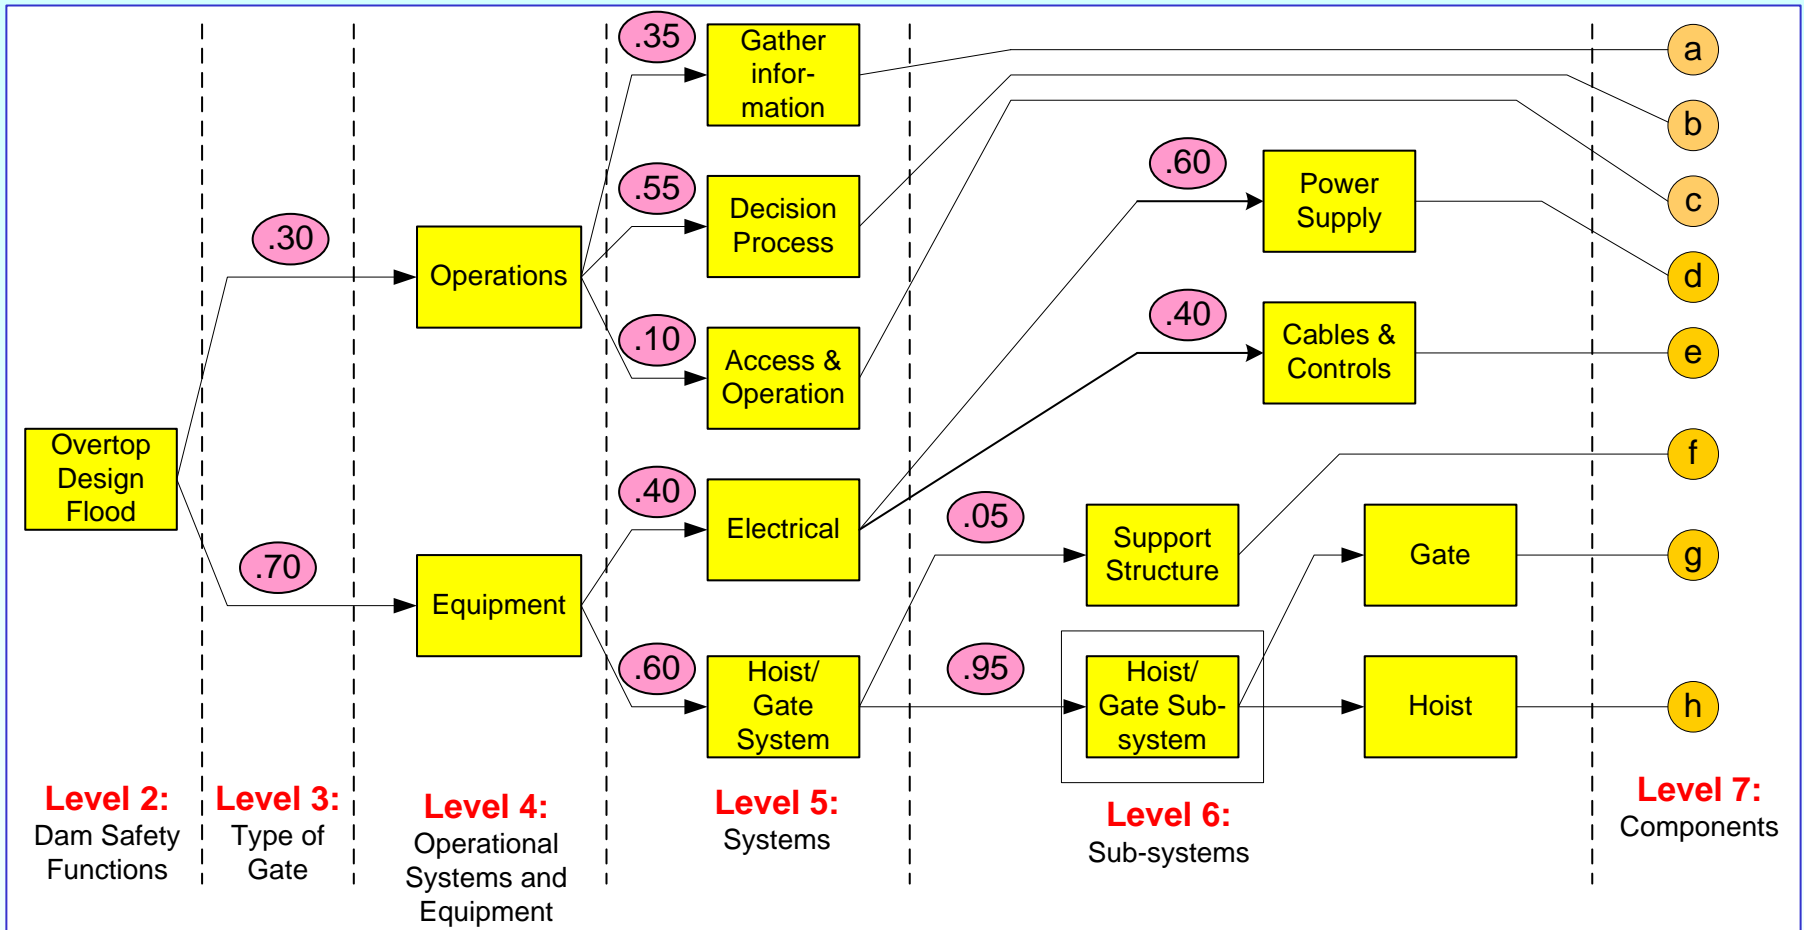 .35
Gather
infor-
mation
a
b
.60
Power
Supply
.55
Decision
Process
c
.30
Operations
d
.10
Access &
Operation
.40
Cables &
Controls
e
Overtop
Design
Flood
.40
Electrical
f
.05
Support
Structure
Gate
g
.70
Equipment
.60
Hoist/
Gate
System
.95
Hoist/
Gate Sub-
system
Hoist
h
Level 2:
Dam Safety
Functions
Level 3:
Type of
Gate
Level 4:
Operational
Systems and
Equipment
Level 5:
Systems
Level 6:
Sub-systems
Level 7:
Components